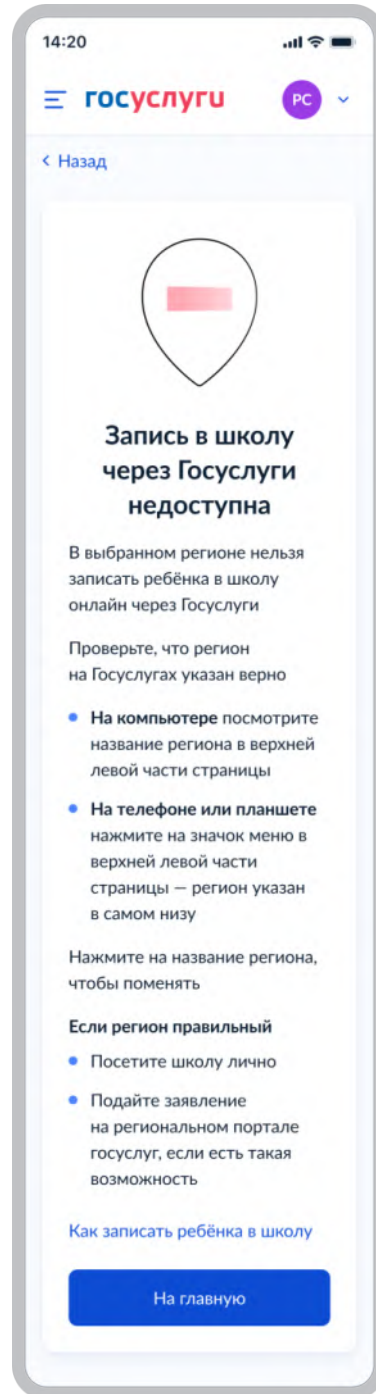 14:20
госуслуги
РС
Назад
Запись в школу
через Госуслуги
недоступна
В выбранном регионе нельзя
записать ребёнка в школу
онлайн через Госуслуги
Проверьте, что регион
на Госуслугах указан верно
На компьютере посмотрите
название региона в верхней
левой части страницы
На телефоне или планшете
нажмите на значок меню в
верхней левой части
страницы — регион указан
в самом низу
Нажмите на название региона,
чтобы поменять
Если регион правильный
Посетите школу лично
Подайте заявление
на региональном портале
госуслуг, если есть такая
возможность
Как записать ребёнка в школу
На главную